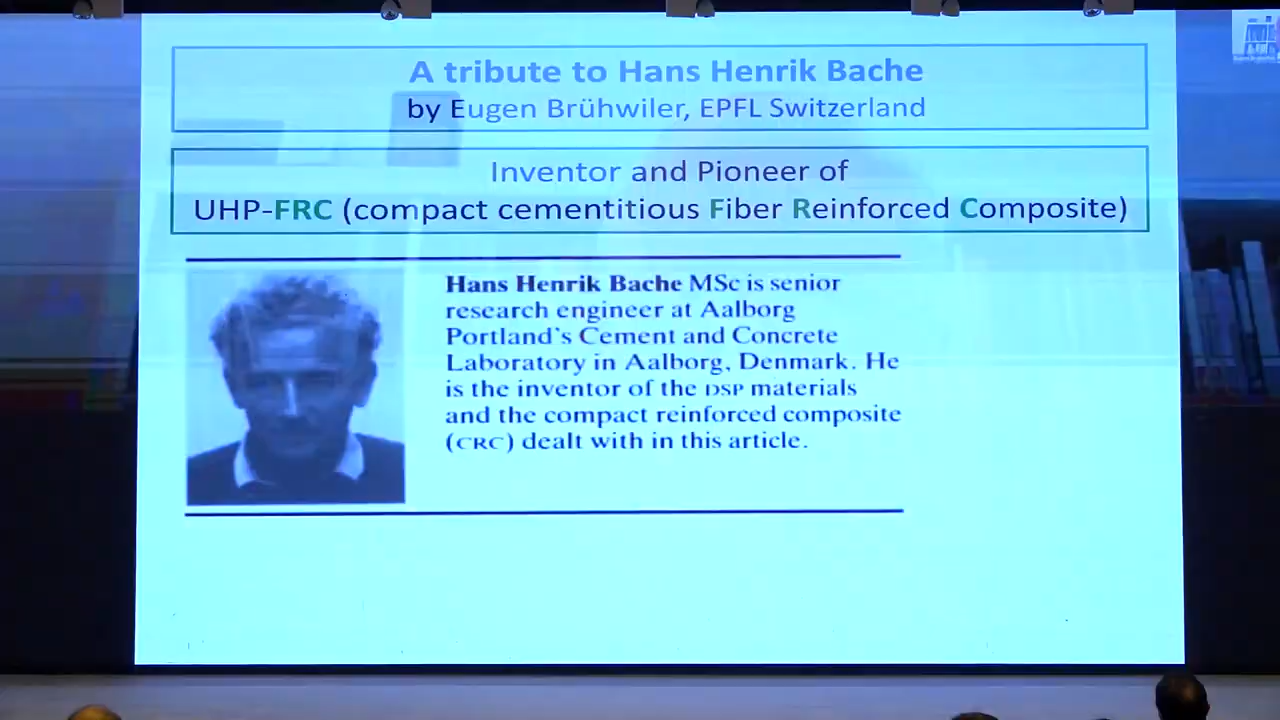 A tribute to Hans Henrik Bache
by Eugen Brühwiler, EPFL Switzerland
Inventor and Pioneer of
UHP-FRC (compact cementitious Fiber Reinforced Composite)
Hans Henrik Bache MSc is senior
research engineer at Aalborg
Portland's Cement and Concrete
Laboratory in Aalborg, Denmark. He
is the inventor of the DSP materials
and the compact reinforced composite
(CRC) dealt with in this article.